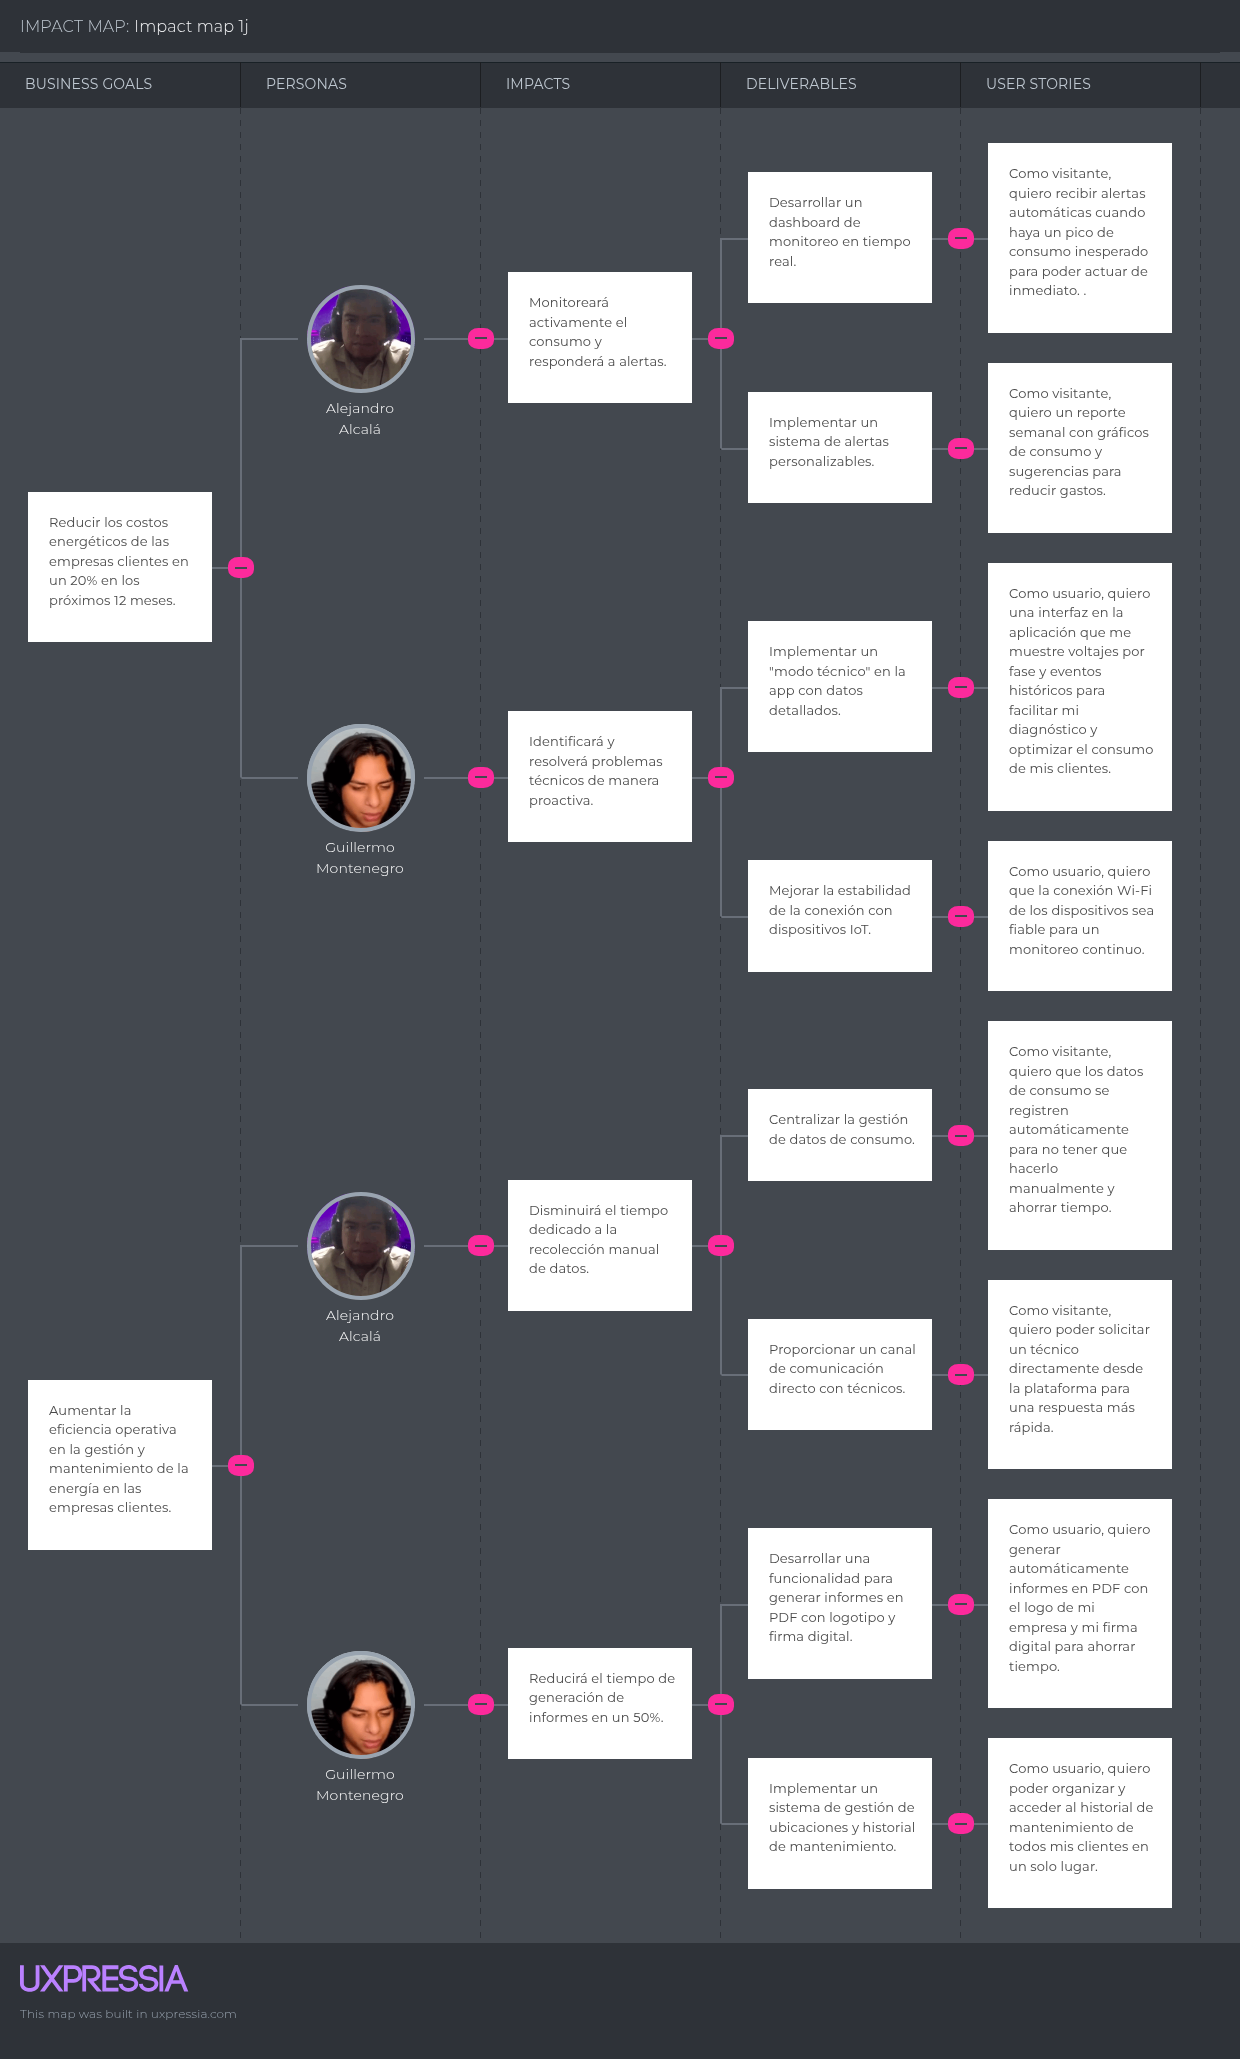 IMPACT MAP: Impact map 1j
BUSINESS GOALS
PERSONAS
IMPACTS
DELIVERABLES
USER STORIES
Reducir los costos
energéticos de las
empresas clientes en
un 20% en los
próximos 12 meses.
Alejandro
Alcalá
Monitoreará
activamente el
consumo y
responderá a alertas.
Desarrollar un
dashboard de
monitoreo en tiempo
real.
Como visitante,
quiero recibir alertas
automáticas cuando
haya un pico de
consumo inesperado
para poder actuar de
inmediato. .
Implementar un
sistema de alertas
personalizables.
Como visitante,
quiero un reporte
semanal con gráficos
de consumo y
sugerencias para
reducir gastos.
Guillermo
Montenegro
Identificará y
resolverá problemas
técnicos de manera
proactiva.
Implementar un
"modo técnico" en la
app con datos
detallados.
Como usuario, quiero
una interfaz en la
aplicación que me
muestre voltajes por
fase y eventos
históricos para
facilitar mi
diagnóstico y
optimizar el consumo
de mis clientes.
Mejorar la estabilidad
de la conexión con
dispositivos IoT.
Como usuario, quiero
que la conexión Wi-Fi
de los dispositivos sea
fiable para un
monitoreo continuo.
Aumentar la
eficiencia operativa
en la gestión y
mantenimiento de la
energía en las
empresas clientes.
Alejandro
Alcalá
Disminuirá el tiempo
dedicado a la
recolección manual
de datos.
Centralizar la gestión
de datos de consumo.
Como visitante,
quiero que los datos
de consumo se
registren
automáticamente
para no tener que
hacerlo
manualmente y
ahorrar tiempo.
Proporcionar un canal
de comunicación
directo con técnicos.
Como visitante,
quiero poder solicitar
un técnico
directamente desde
la plataforma para
una respuesta más
rápida.
Guillermo
Montenegro
Reducirá el tiempo de
generación de
informes en un 50%.
Desarrollar una
funcionalidad para
generar informes en
PDF con logotipo y
firma digital.
Como usuario, quiero
generar
automáticamente
informes en PDF con
el logo de mi
empresa y mi firma
digital para ahorrar
tiempo.
Implementar un
sistema de gestión de
ubicaciones y historial
de mantenimiento.
Como usuario, quiero
poder organizar y
acceder al historial de
mantenimiento de
todos mis clientes en
un solo lugar.
UXPRESSIA
This map was built in uxpressia.com